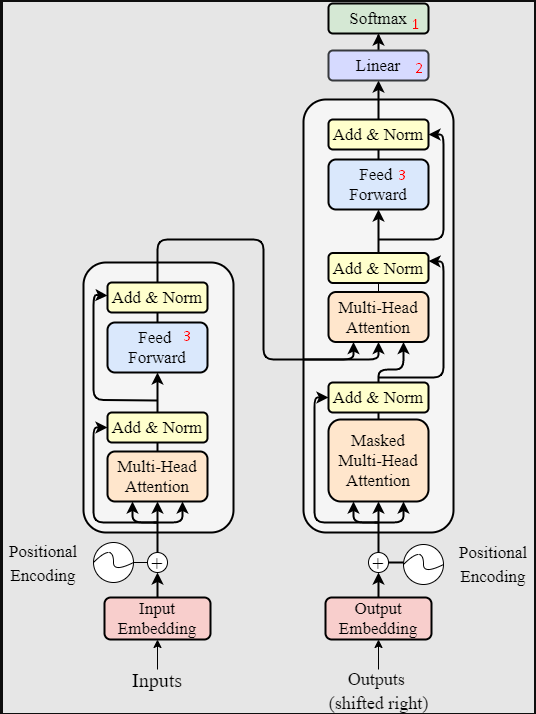 Softmax 1
Linear 2
Add & Norm
Feed 3
Forward
Add & Norm
Multi-Head
Attention
Add & Norm
Masked
Multi-Head
Attention
Add & Norm
Feed 3
Forward
Add & Norm
Multi-Head
Attention
Positional
Encoding
+
+
Positional
Encoding
Input
Embedding
Output
Embedding
Inputs
Outputs
(shifted right)